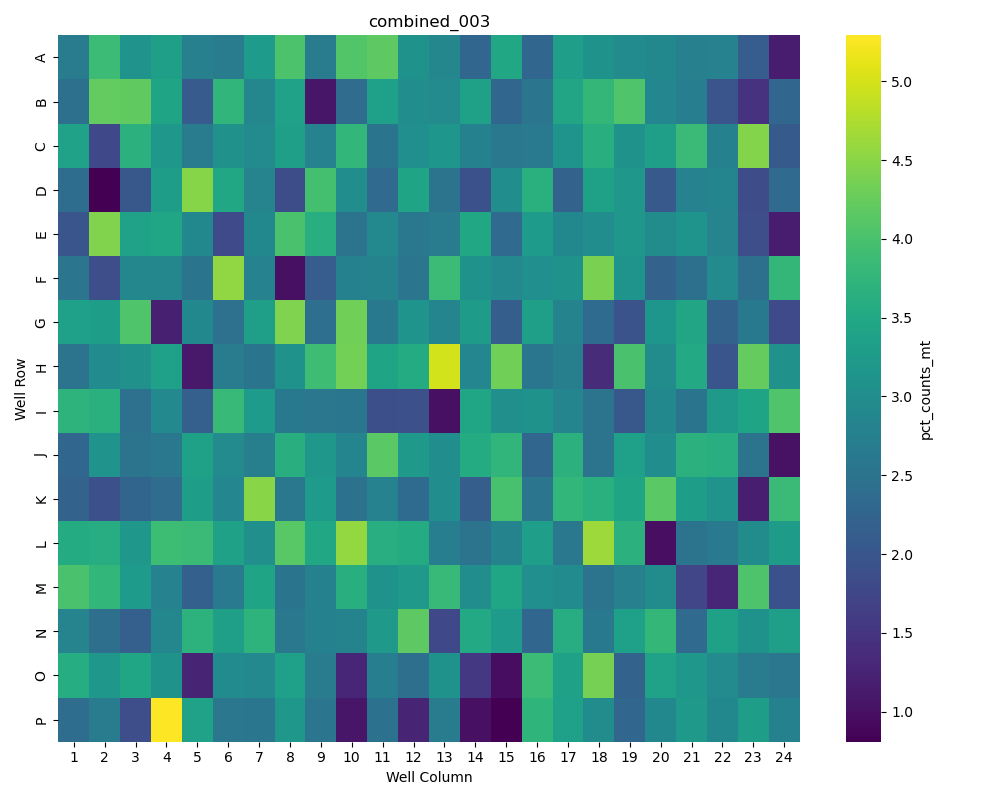 combined_003
A
B
C
D
E
F
G
H
I
J
K
L
M
N
O
P
Well Row
1 2 3 4 5 6 7 8 9 10 11 12 13 14 15 16 17 18 19 20 21 22 23 24
Well Column
5.0
4.5
4.0
3.5
3.0
2.5
2.0
1.5
1.0
pct_counts_mt